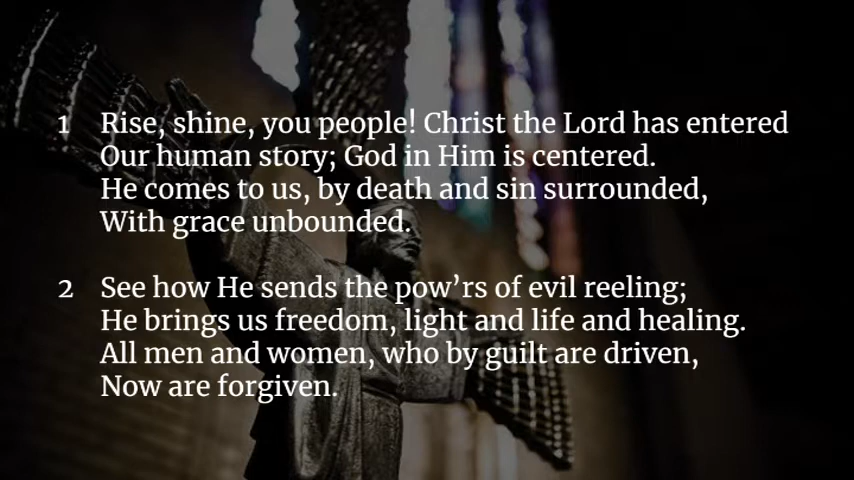 1 Rise, shine, you people! Christ the Lord has entered
Our human story; God in Him is centered.
He comes to us, by death and sin surrounded,
With grace unbounded.
2 See how He sends the pow’rs of evil reeling;
He brings us freedom, light and life and healing.
All men and women, who by guilt are driven,
Now are forgiven.